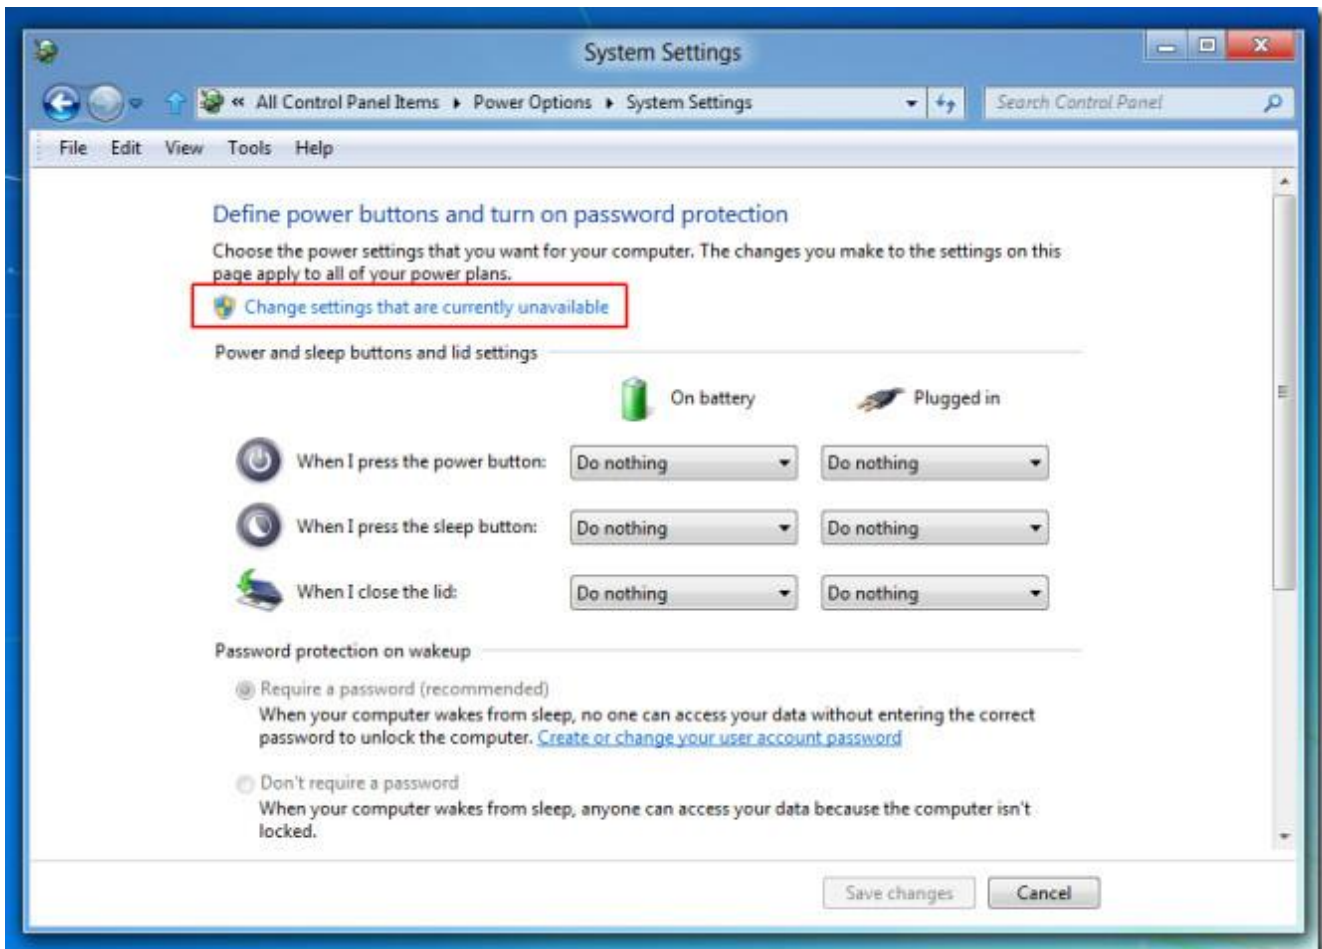 System Settings
« All Control Panel Items ▸ Power Options ▸ System Settings
Search Control Panel
File Edit View Tools Help
Define power buttons and turn on password protection
Choose the power settings that you want for your computer. The changes you make to the settings on this
page apply to all of your power plans.
Change settings that are currently unavailable
Power and sleep buttons and lid settings
On battery Plugged in
When I press the power button: Do nothing Do nothing
When I press the sleep button: Do nothing Do nothing
When I close the lid: Do nothing Do nothing
Password protection on wakeup
Require a password (recommended)
When your computer wakes from sleep, no one can access your data without entering the correct
password to unlock the computer. Create or change your user account password
Don't require a password
When your computer wakes from sleep, anyone can access your data because the computer isn't
locked.
Save changes Cancel